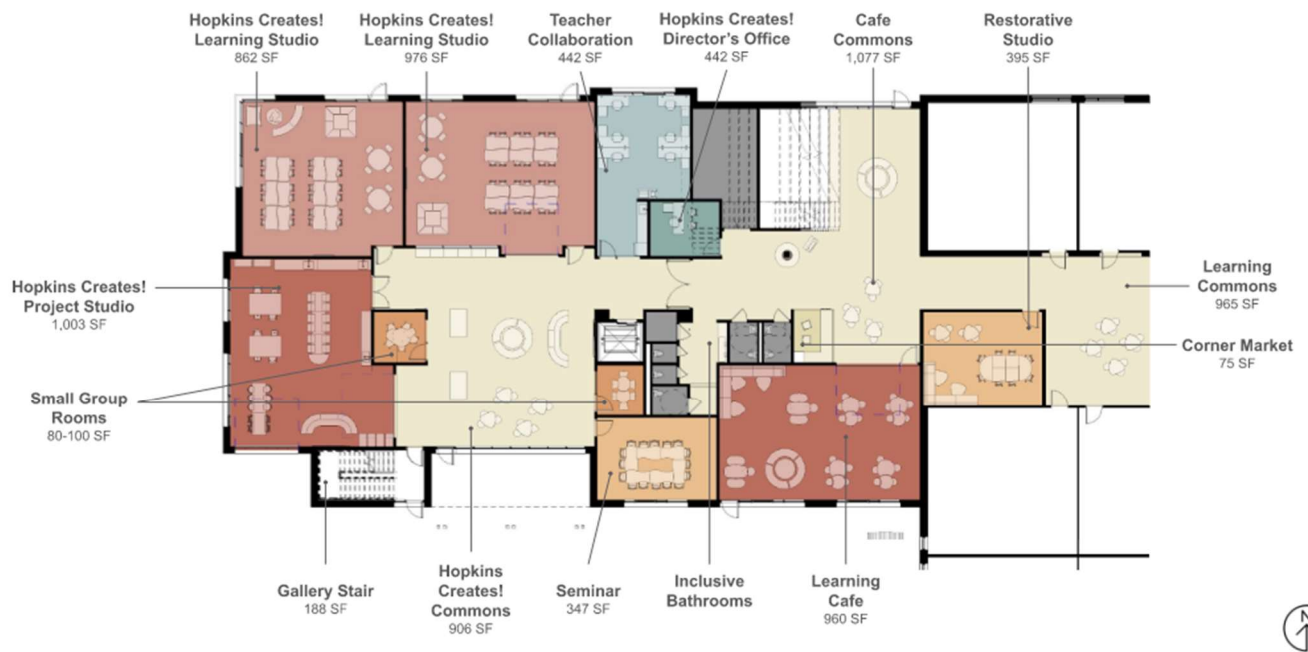 Hopkins Creates!
Learning Studio
862 SF
Hopkins Creates!
Learning Studio
976 SF
Teacher
Collaboration
442 SF
Hopkins Creates!
Director's Office
442 SF
Cafe
Commons
1,077 SF
Restorative
Studio
395 SF
Hopkins Creates!
Project Studio
1,003 SF
Learning
Commons
965 SF
Corner Market
75 SF
Small Group
Rooms
80-100 SF
Gallery Stair
188 SF
Hopkins
Creates!
Commons
906 SF
Seminar
347 SF
Inclusive
Bathrooms
Learning
Cafe
960 SF
N